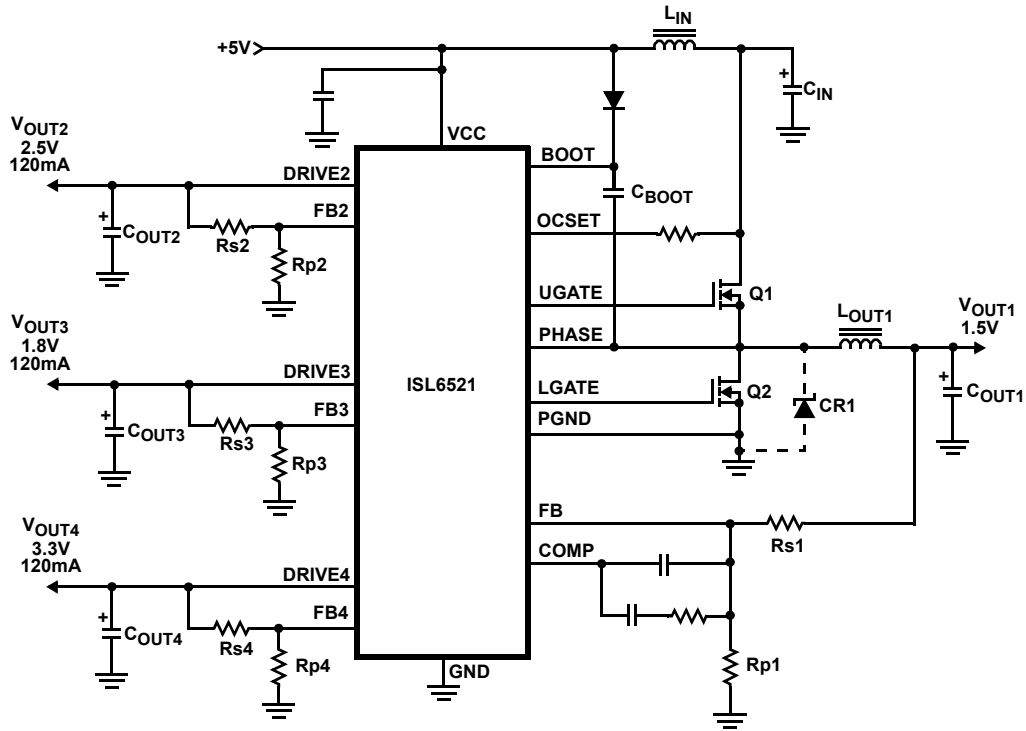 L_IN
+5V
+
C_IN
V_OUT2
2.5V
120mA
VCC
BOOT
DRIVE2
C_BOOT
FB2
+
C_OUT2
Rs2
OCSET
Rp2
UGATE
Q1
V_OUT3
1.8V
120mA
L_OUT1
V_OUT1
1.5V
PHASE
DRIVE3
ISL6521
LGATE
Q2
+
C_OUT1
CR1
FB3
PGND
+
C_OUT3
Rs3
Rp3
V_OUT4
3.3V
120mA
FB
Rs1
COMP
DRIVE4
FB4
+
C_OUT4
Rs4
Rp4
GND
Rp1